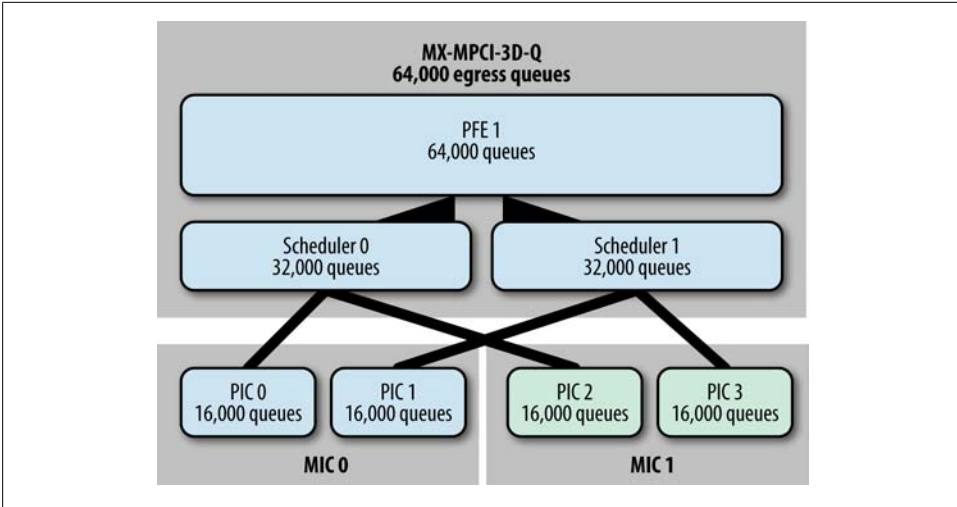 MX-MPCI-3D-Q
64,000 egress queues
PFE 1
64,000 queues
Scheduler 0
32,000 queues
Scheduler 1
32,000 queues
PIC 0
16,000 queues
PIC 1
16,000 queues
PIC 2
16,000 queues
PIC 3
16,000 queues
MIC 0
MIC 1